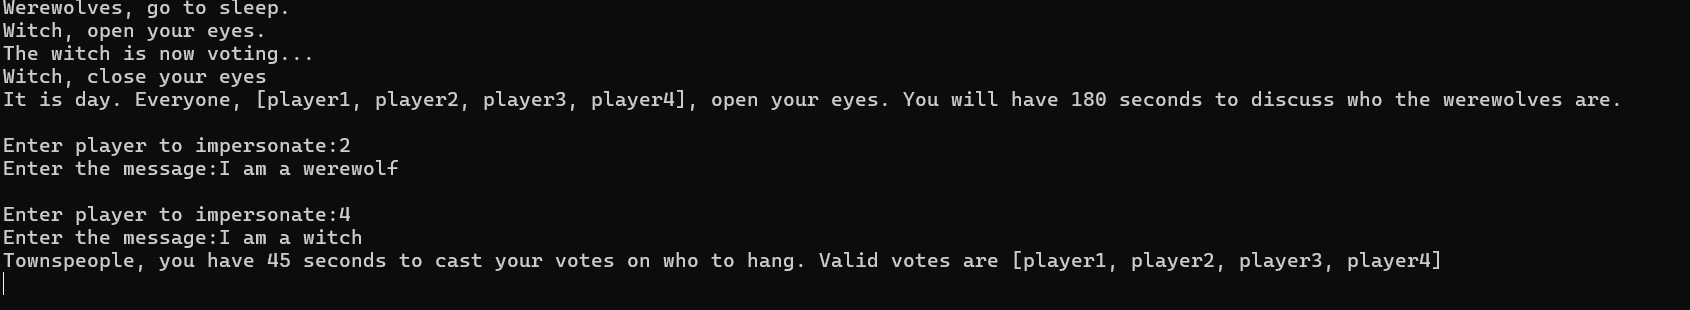 Werewolves, go to sleep.
Witch, open your eyes.
The witch is now voting...
Witch, close your eyes
It is day. Everyone, [player1, player2, player3, player4], open your eyes. You will have 180 seconds to discuss who the werewolves are.
Enter player to impersonate:2
Enter the message:I am a werewolf
Enter player to impersonate:4
Enter the message:I am a witch
Townspeople, you have 45 seconds to cast your votes on who to hang. Valid votes are [player1, player2, player3, player4]